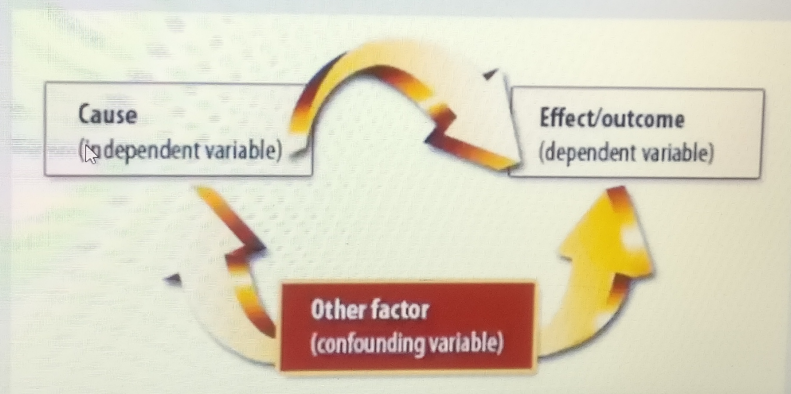 Cause
(independent variable)
Effect/outcome
(dependent variable)
Other factor
(confounding variable)